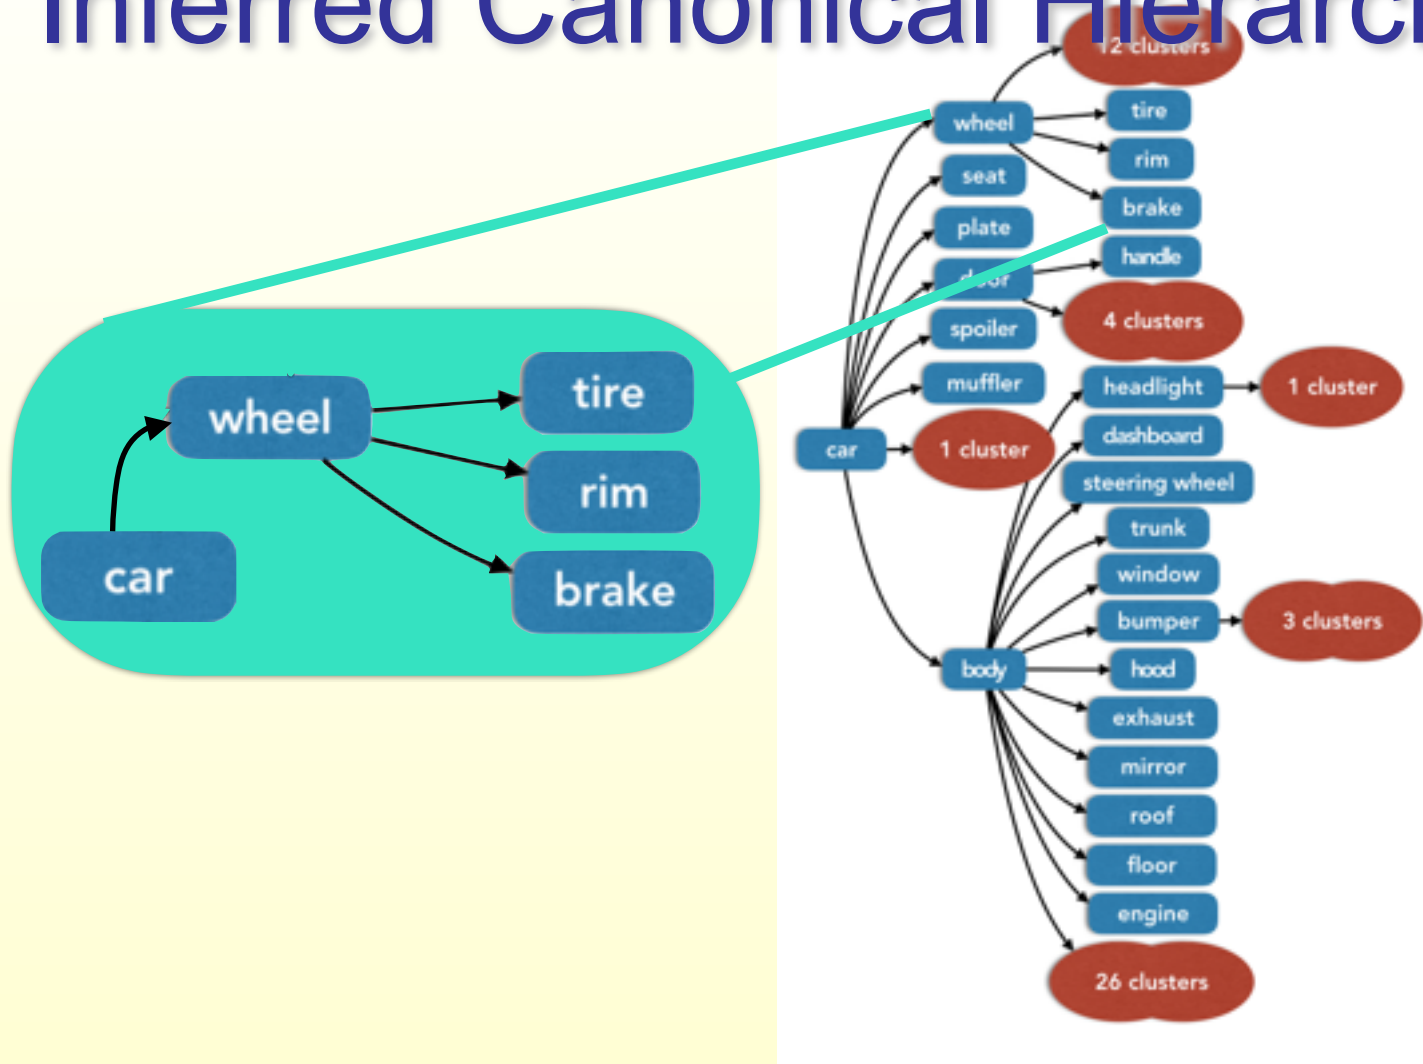 Inferred Canonical Hierarc
12 clusters
wheel
tire
rim
brake
seat
plate
door
handle
4 clusters
spoiler
muffler
car
1 cluster
headlight
1 cluster
dashboard
steering wheel
trunk
window
bumper
3 clusters
body
hood
exhaust
mirror
roof
floor
engine
26 clusters
wheel
tire
rim
brake
car